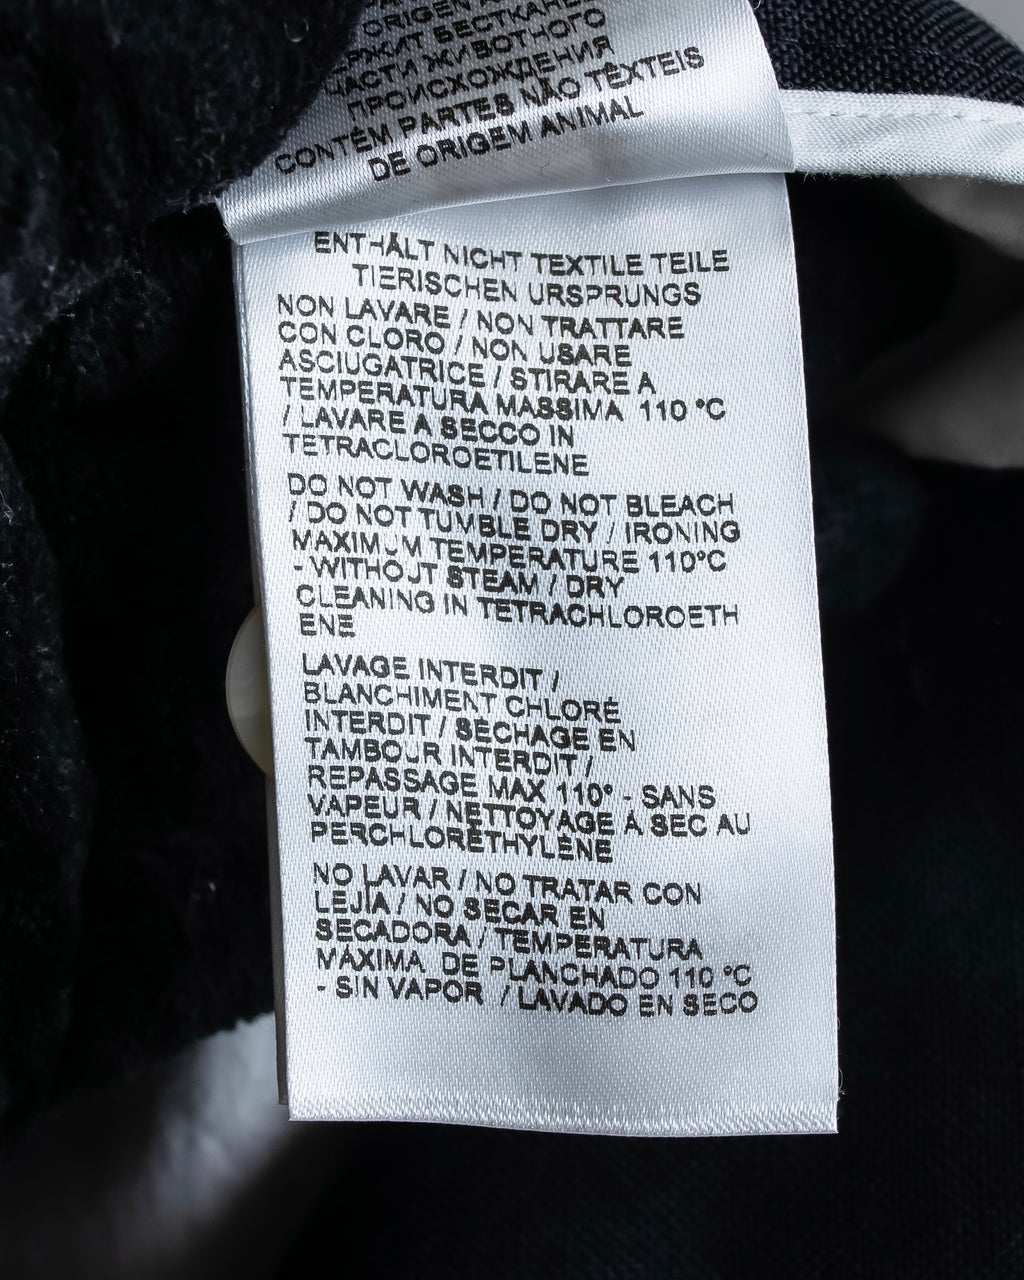 ORIGEN
БЕСТКАНЕ
ЧАСТИ ЖИВОТНОГО
ПРОИСХОЖДЕНИЯ
CONTÉM PARTES NÃO TÊXTEIS
DE ORIGEM ANIMAL
ENTHÄLT NICHT TEXTILE TEILE
TIERISCHEN URSPRUNGS
NON LAVARE / NON TRATTARE
CON CLORO / NON USARE
ASCIUGATRICE / STIRARE A
TEMPERATURA MASSIMA 110 °C
/ LAVARE A SECCO IN
TETRACLOROETILENE
DO NOT WASH / DO NOT BLEACH
/ DO NOT TUMBLE DRY / IRONING
MAXIMUM TEMPERATURE 110°C
- WITHOUT STEAM / DRY
CLEANING IN TETRACHLOROETH
ENE
LAVAGE INTERDIT /
BLANCHIMENT CHLORÉ
INTERDIT / SÉCHAGE EN
TAMBOUR INTERDIT /
REPASSAGE MAX 110° - SANS
VAPEUR / NETTOYAGE À SEC AU
PERCHLORÉTHYLÈNE
NO LAVAR / NO TRATAR CON
LEJÍA / NO SECAR EN
SECADORA / TEMPERATURA
MÁXIMA DE PLANCHADO 110 °C
- SIN VAPOR / LAVADO EN SECO